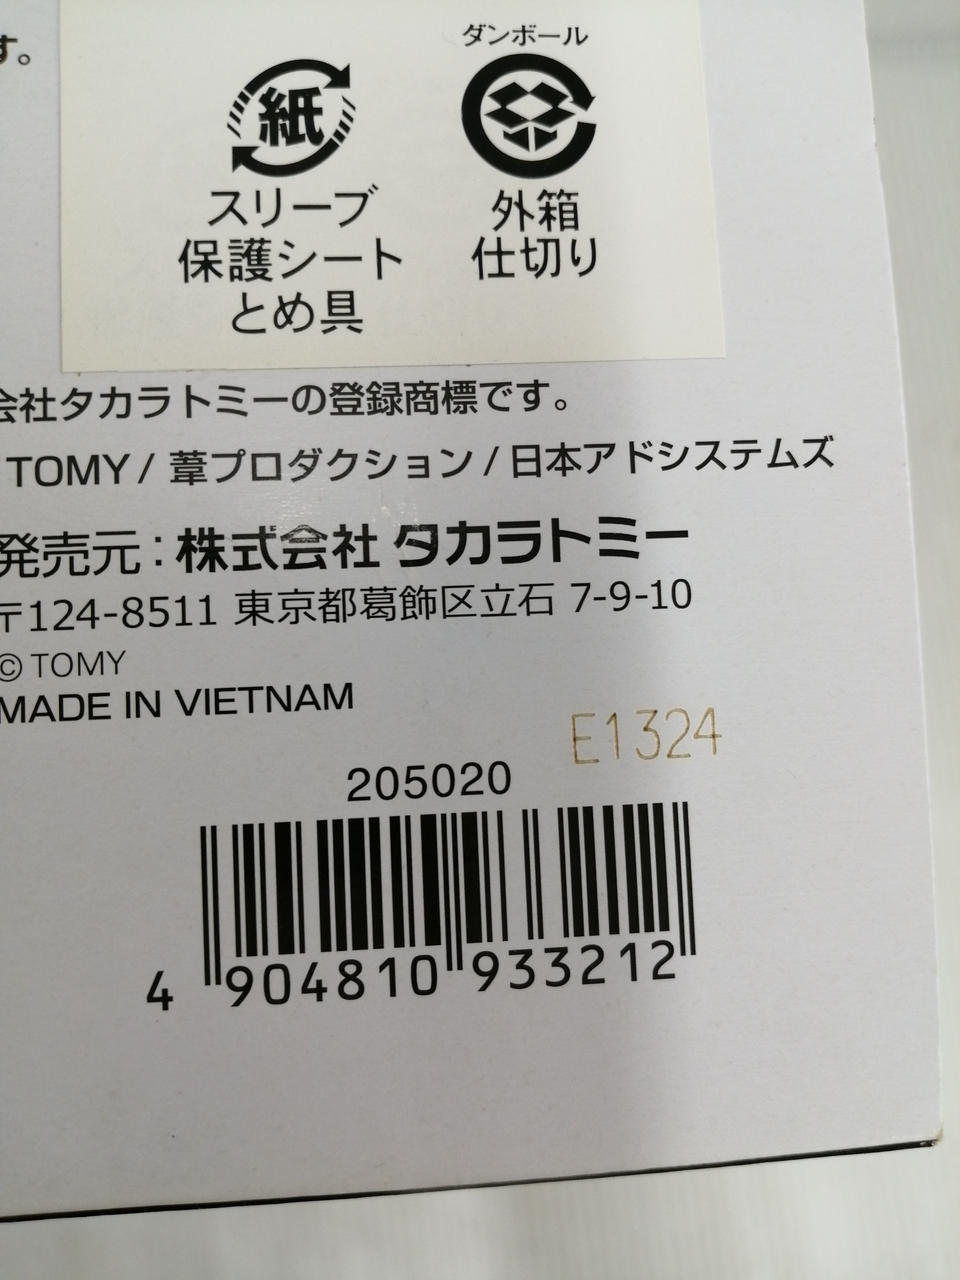 す。
ダンボール
紙
スリーブ
保護シート
とめ具
外箱
仕切り
会社タカラトミーの登録商標です。
TOMY / 葦プロダクション / 日本アドシステムズ
発売元:株式会社 タカラトミー
〒124-8511 東京都葛飾区立石 7-9-10
© TOMY
MADE IN VIETNAM
E1324
205020
4 904810 933212